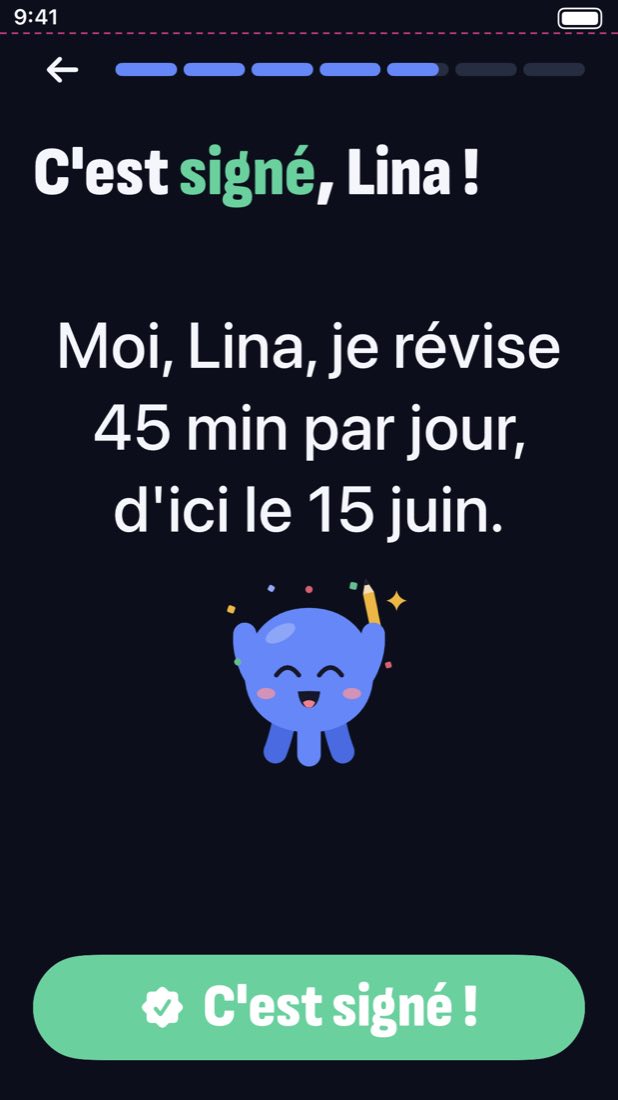 9:41
C'est signé, Lina !
Moi, Lina, je révise
45 min par jour,
d'ici le 15 juin.
C'est signé !